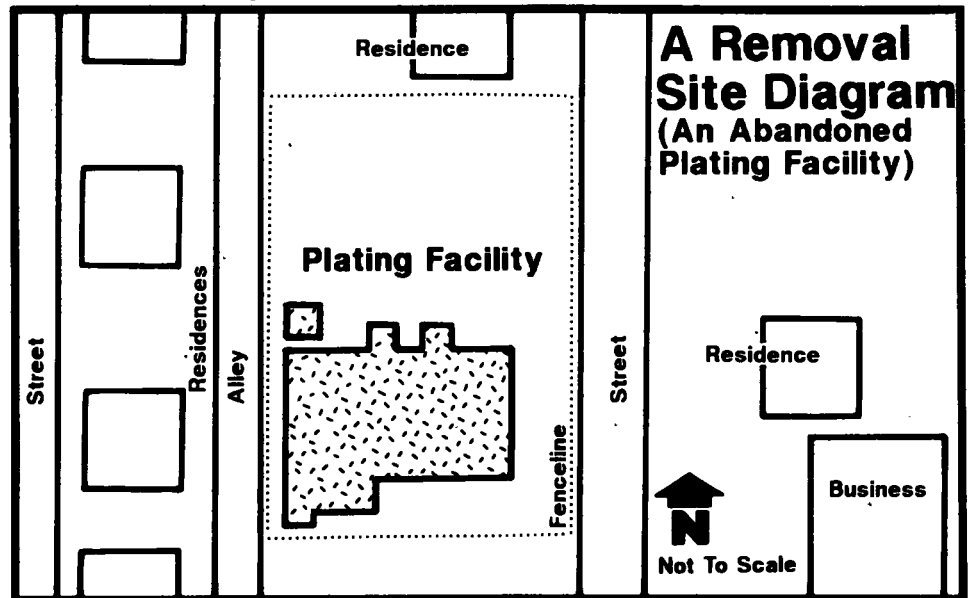 A Removal
Site Diagram
(An Abandoned
Plating Facility)
Residence
Plating Facility
Street
Residences
Alley
Fenceline
Street
Residence
Business
N
Not To Scale